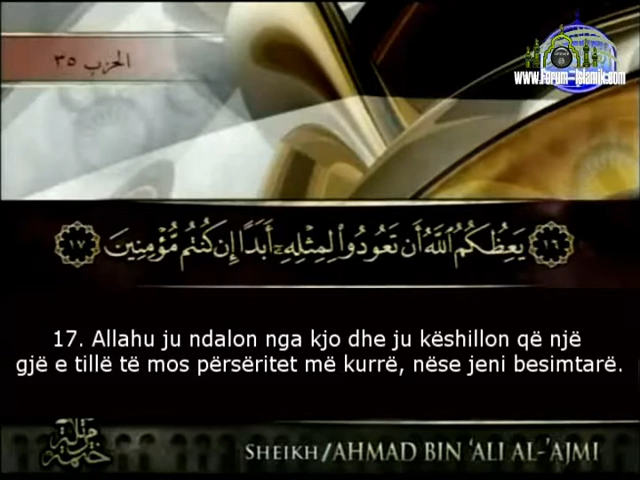 الحزب ٣٥
www.Forum-Islamik.com
١٦ يَعِظُكُمُ ٱللَّهُ أَن تَعُودُوا۟ لِمِثْلِهِۦٓ أَبَدًا إِن كُنتُم مُّؤْمِنِينَ ١٧
17. Allahu ju ndalon nga kjo dhe ju këshillon që një
gjë e tillë të mos përsëritet më kurrë, nëse jeni besimtarë.
SHEIKH/AHMAD BIN 'ALI AL-'AJMI